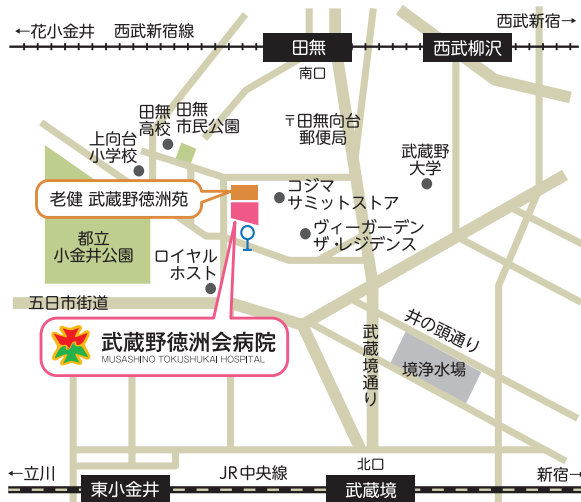 ←花小金井
西武新宿線
西武新宿→
田無
西武柳沢
南口
田無
高校
田無
市民公園
〒田無向台
郵便局
上向台
小学校
武蔵野
大学
老健 武蔵野徳洲苑
コジマ
サミットストア
都立
小金井公園
ヴィーガーデン
ザ・レジデンス
ロイヤル
ホスト
五日市街道
武蔵野徳洲会病院
MUSASHINO TOKUSHUKAI HOSPITAL
武蔵境通り
井の頭通り
境浄水場
←立川
JR中央線
北口
新宿→
東小金井
武蔵境